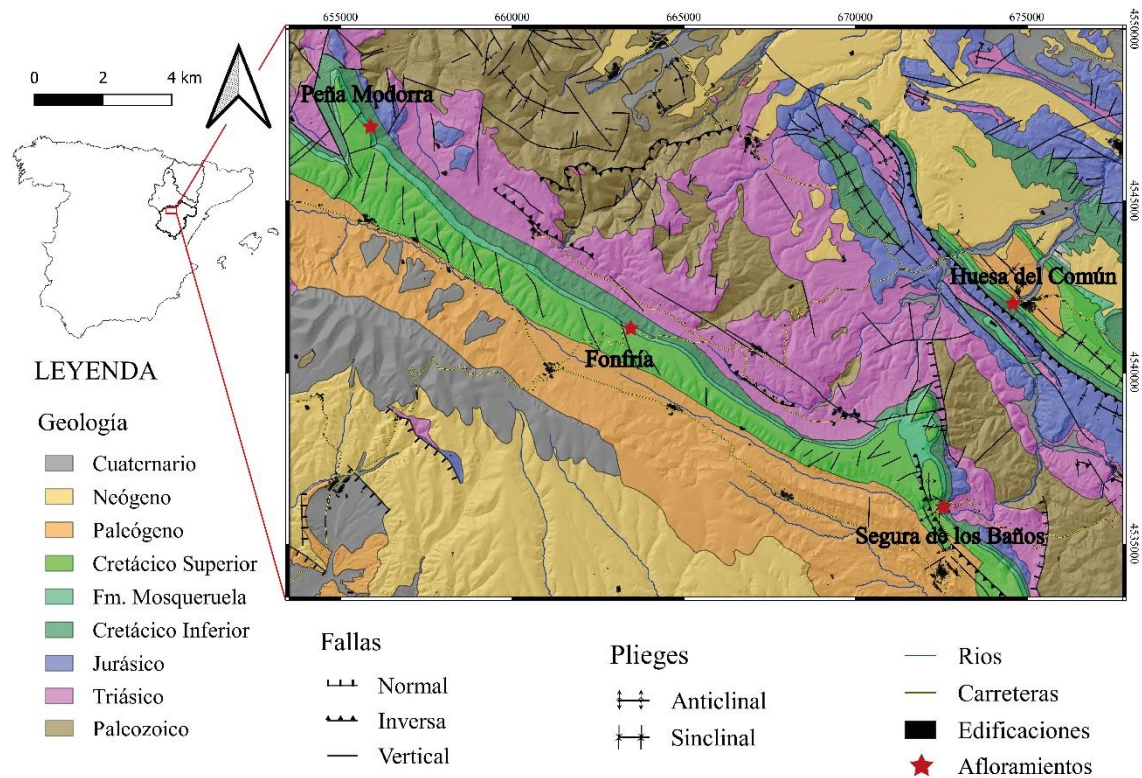 655000 660000 665000 670000 675000
4550000
0 2 4 km
Peña Modorra
4545000
Huesa del Común
Fonfría
4540000
LEYENDA
Geología
Segura de los Baños
4535000
Cuaternario
Neógeno
Paleógeno
Cretácico Superior
Fm. Mosqueruela
Cretácico Inferior
Jurásico
Triásico
Paleozoico
Fallas
Normal
Inversa
Vertical
Plieges
Anticlinal
Sinclinal
Rios
Carreteras
Edificaciones
Afloramientos